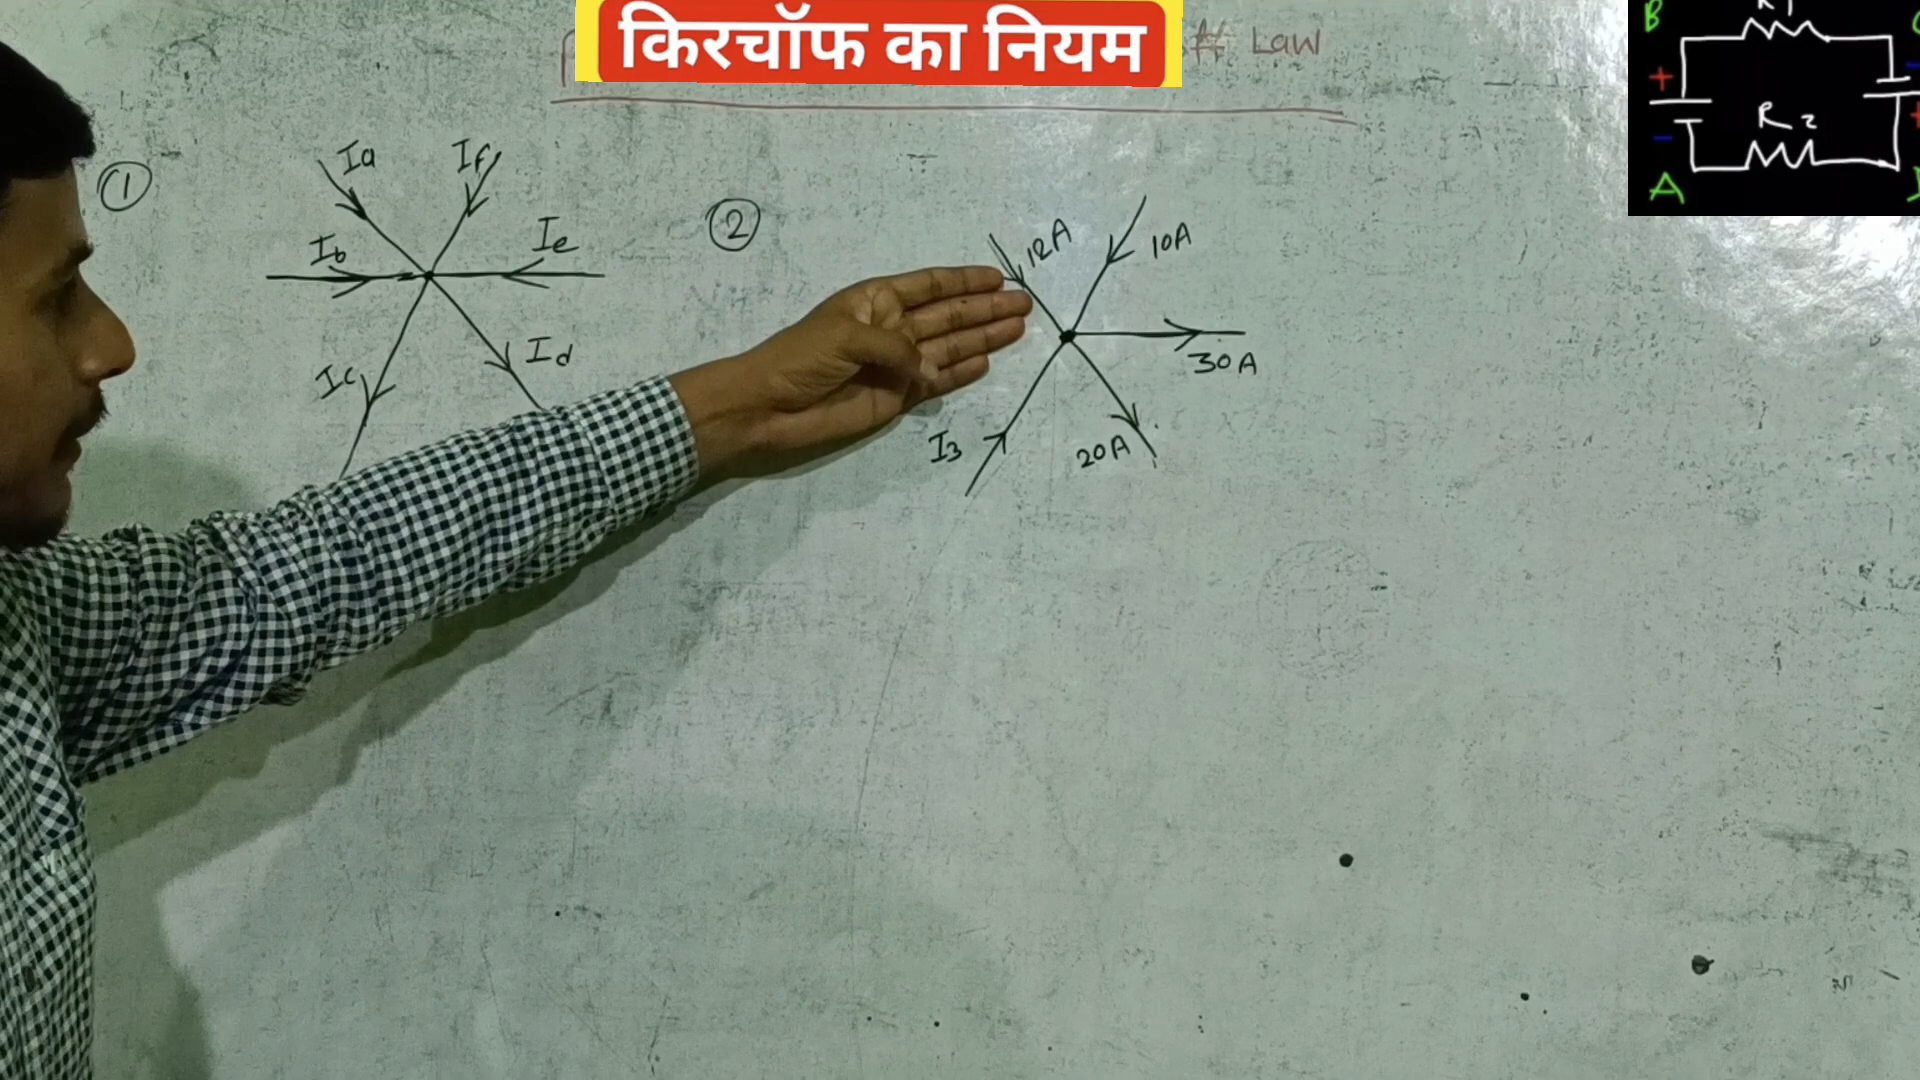 किरचॉफ का नियम
Law
①
Ia
If
Ib
Ie
Ic
Id
②
12A
10A
30A
I3
20A
B
R1
+
-
R2
+
-
A